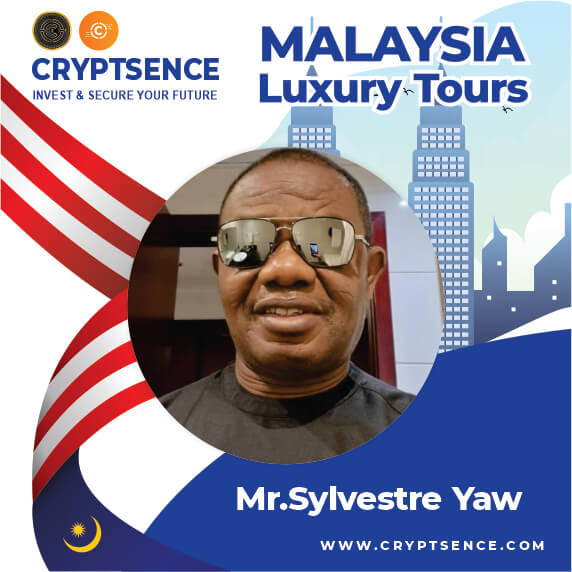 CRYPTSENCE
INVEST & SECURE YOUR FUTURE
MALAYSIA
Luxury Tours
Mr.Sylvestre Yaw
WWW.CRYPTSENCE.COM